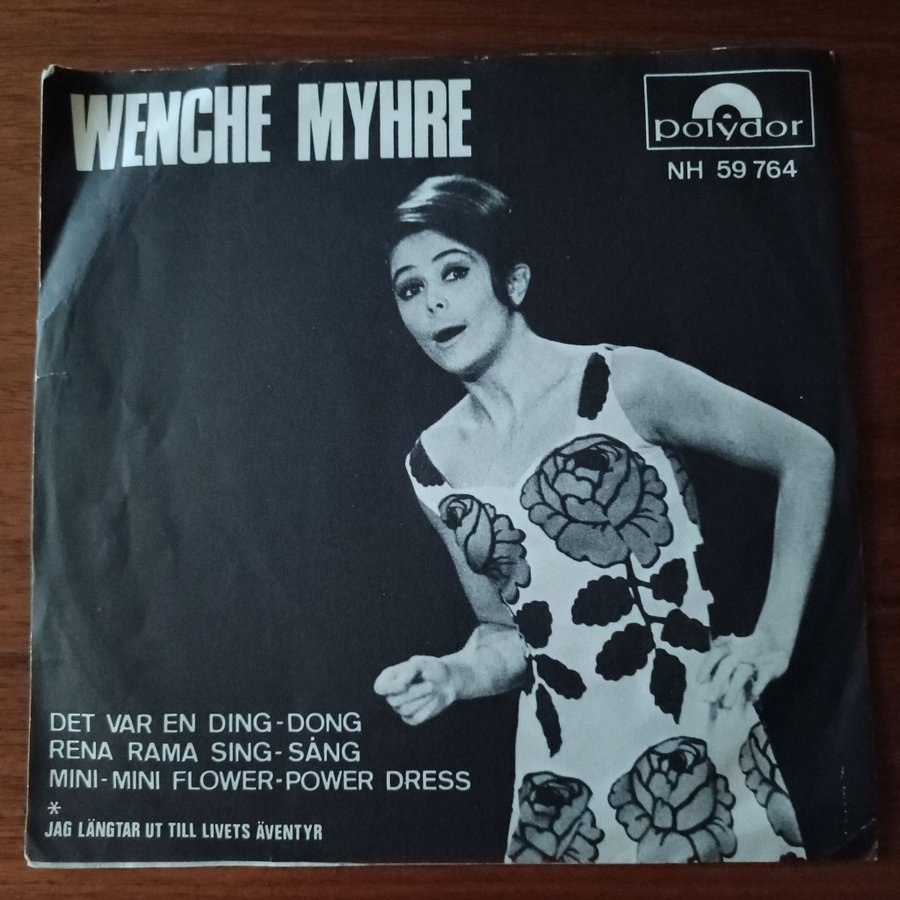 WENCHE MYHRE
polydor
NH 59 764
DET VAR EN DING-DONG
RENA RAMA SING-SÅNG
MINI-MINI FLOWER-POWER DRESS
*
JAG LÄNGTAR UT TILL LIVETS ÄVENTYR